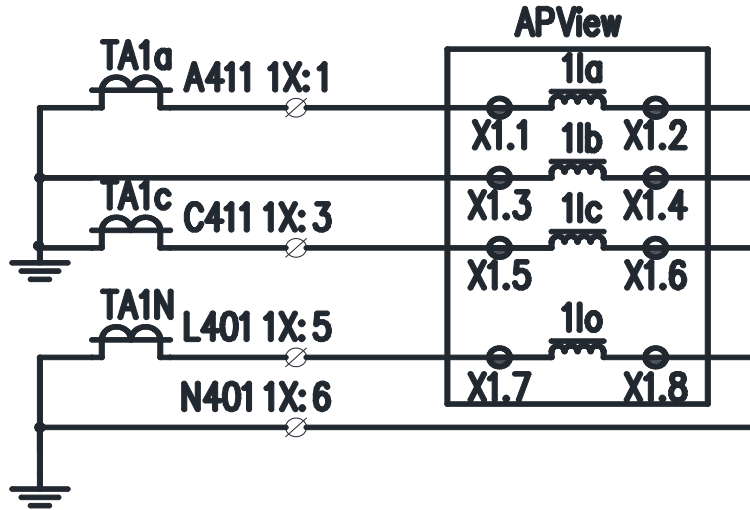 APView
TA1a
A411 1X:1
1Ia
X1.1
X1.2
1Ib
TA1c
C411 1X:3
X1.3
1Ic
X1.4
X1.5
X1.6
TA1N
L401 1X:5
1Io
N401 1X:6
X1.7
X1.8